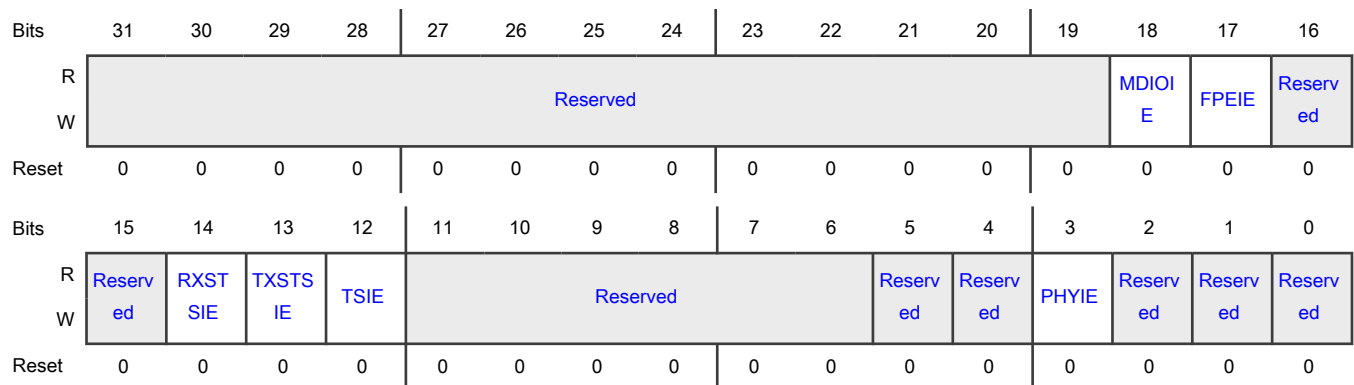 Bits 31 30 29 28 27 26 25 24 23 22 21 20 19 18 17 16
R
W
Reserved
MDIOI
E
FPEIE
Reserv
ed
Reset 0 0 0 0 0 0 0 0 0 0 0 0 0 0 0 0
Bits 15 14 13 12 11 10 9 8 7 6 5 4 3 2 1 0
R
W
Reserv
ed
RXST
SIE
TXSTS
IE
TSIE
Reserved
Reserv
ed
Reserv
ed
PHYIE
Reserv
ed
Reserv
ed
Reserv
ed
Reset 0 0 0 0 0 0 0 0 0 0 0 0 0 0 0 0